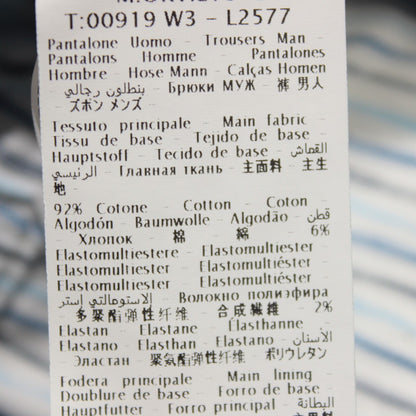 T:00919 W3 - L2577
Pantalone Uomo - Trousers Man -
Pantalons Homme - Pantalones
Hombre - Hose Mann - Calças Homen
- بنطلون رجالي - Брюки МУЖ - 裤 男人
- ズボン メンズ
Tessuto principale - Main fabric
Tissu de base - Tejido de base -
Hauptstoff - Tecido de base - القماش
الرئيسي - Главная ткань - 主面料 - 主生
地 -
92% Cotone - Cotton - Coton
Algodón - Baumwolle - Algodão - قطن
- Хлопок - 棉 - 綿 - 6%
Elastomultiestere - Elastomultiester
- Elastomultiester - Elastomultiéster
- Elastomultiester - Elastomultiéster
- الاستومالتي إستر - Волокно полиэфира
- 多聚酯弹性纤维 - 合成繊維 - 2%
Elastan - Elastane - Élasthanne -
Elastano - Elasthan - Elastano - الأستان
- Эластан - 聚氨酯弹性纤维 - ポリウレタン
Fodera principale - Main lining -
Doublure de base - Forro de base -
Hauptfutter - Forro principal - البطانة